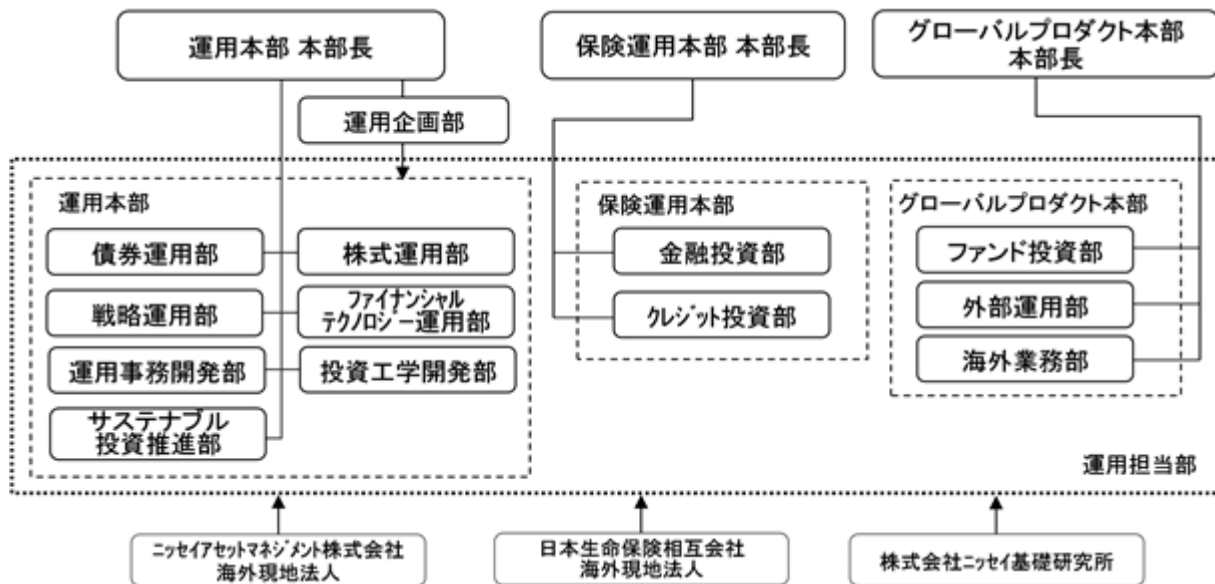 運用本部 本部長
保険運用本部 本部長
グローバルプロダクト本部
本部長
運用企画部
運用本部
債券運用部
株式運用部
戦略運用部
ファイナンシャル
テクノロジー運用部
運用事務開発部
投資工学開発部
サステナブル
投資推進部
保険運用本部
金融投資部
クレジット投資部
グローバルプロダクト本部
ファンド投資部
外部運用部
海外業務部
運用担当部
ニッセイアセットマネジメント株式会社
海外現地法人
日本生命保険相互会社
海外現地法人
株式会社ニッセイ基礎研究所